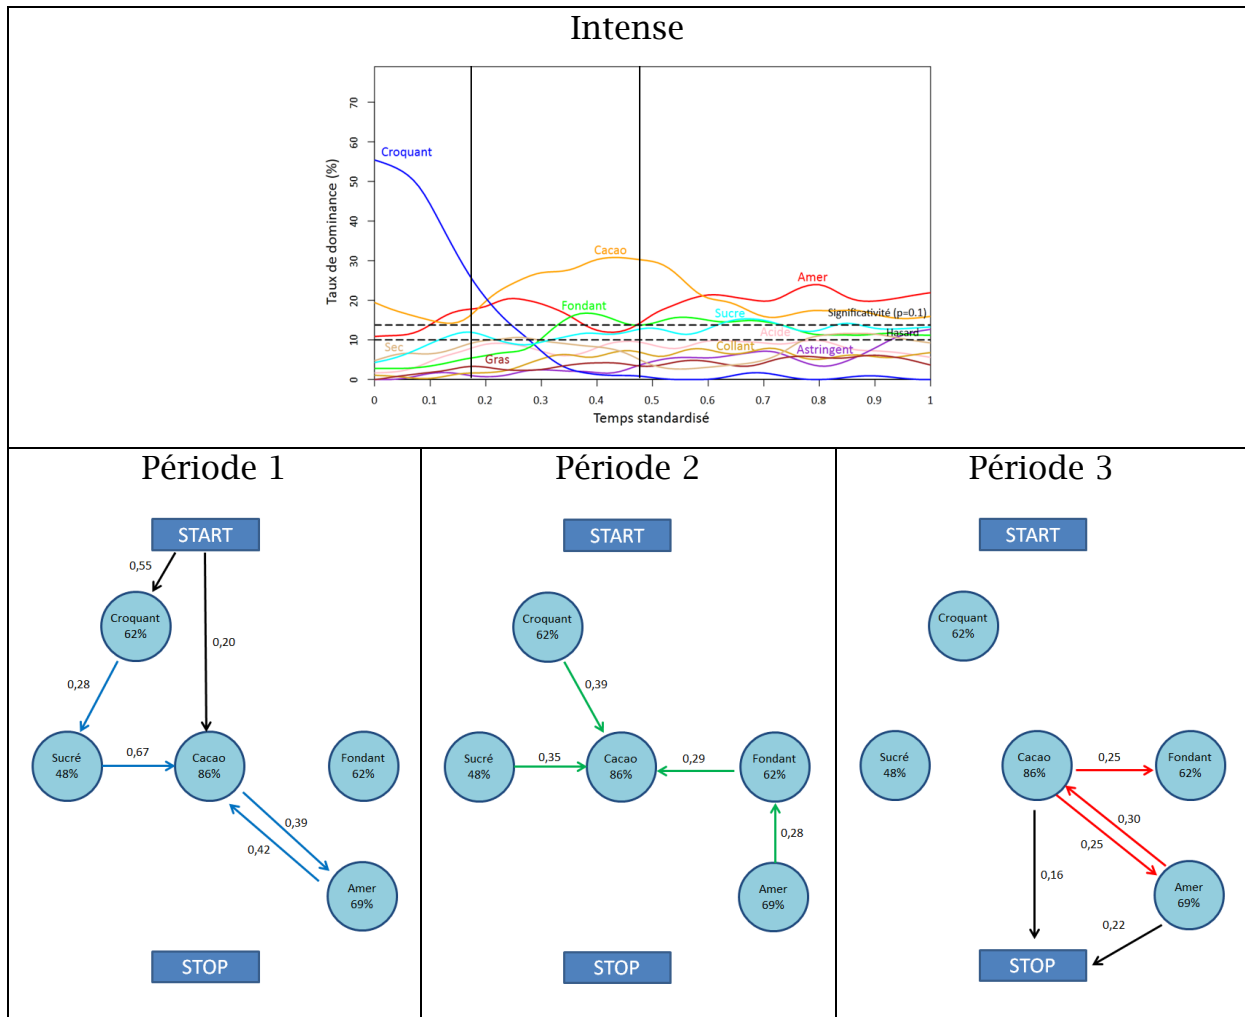 Intense
Taux de dominance (%)
70
60
50
40
30
20
10
0
Croquant
Cacao
Amer
Fondant
Sucre
Significativité (p=0.1)
Hasard
Acide
Sec
Collant
Astringent
Gras
0 0.1 0.2 0.3 0.4 0.5 0.6 0.7 0.8 0.9 1
Temps standardisé
Période 1
START
0,55
Croquant
62%
0,20
0,28
Sucré
48%
0,67
Cacao
86%
Fondant
62%
0,39
0,42
Amer
69%
STOP
Période 2
START
Croquant
62%
0,39
Sucré
48%
0,35
Cacao
86%
0,29
Fondant
62%
0,28
Amer
69%
STOP
Période 3
START
Croquant
62%
Sucré
48%
Cacao
86%
0,25
Fondant
62%
0,30
0,25
0,16
Amer
69%
0,22
STOP